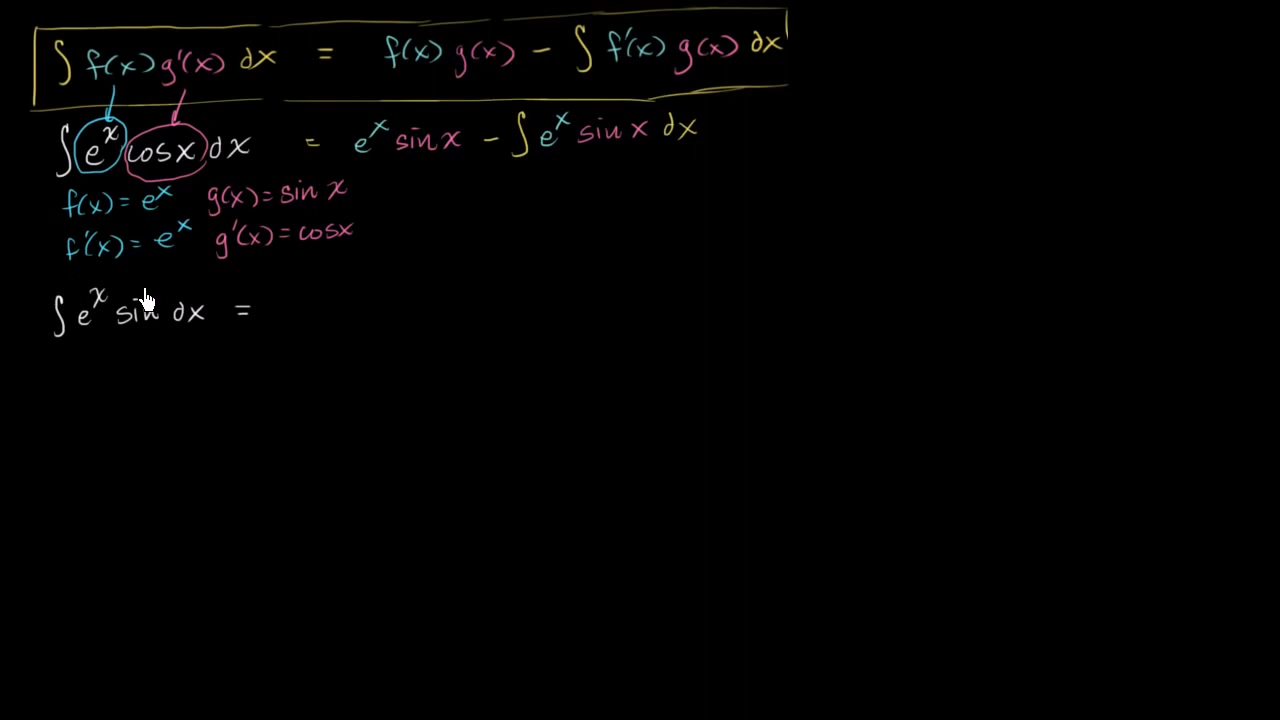 ∫ f(x) g'(x) dx = f(x) g(x) - ∫ f'(x) g(x) dx
∫ e^x cos x dx = e^x sin x - ∫ e^x sin x dx
f(x) = e^x g(x) = sin x
f'(x) = e^x g'(x) = cos x
∫ e^x sin dx =